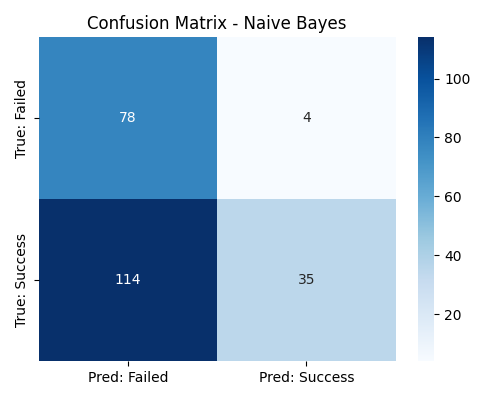 Confusion Matrix - Naive Bayes
True: Failed
78
4
True: Success
114
35
Pred: Failed
Pred: Success
100
80
60
40
20